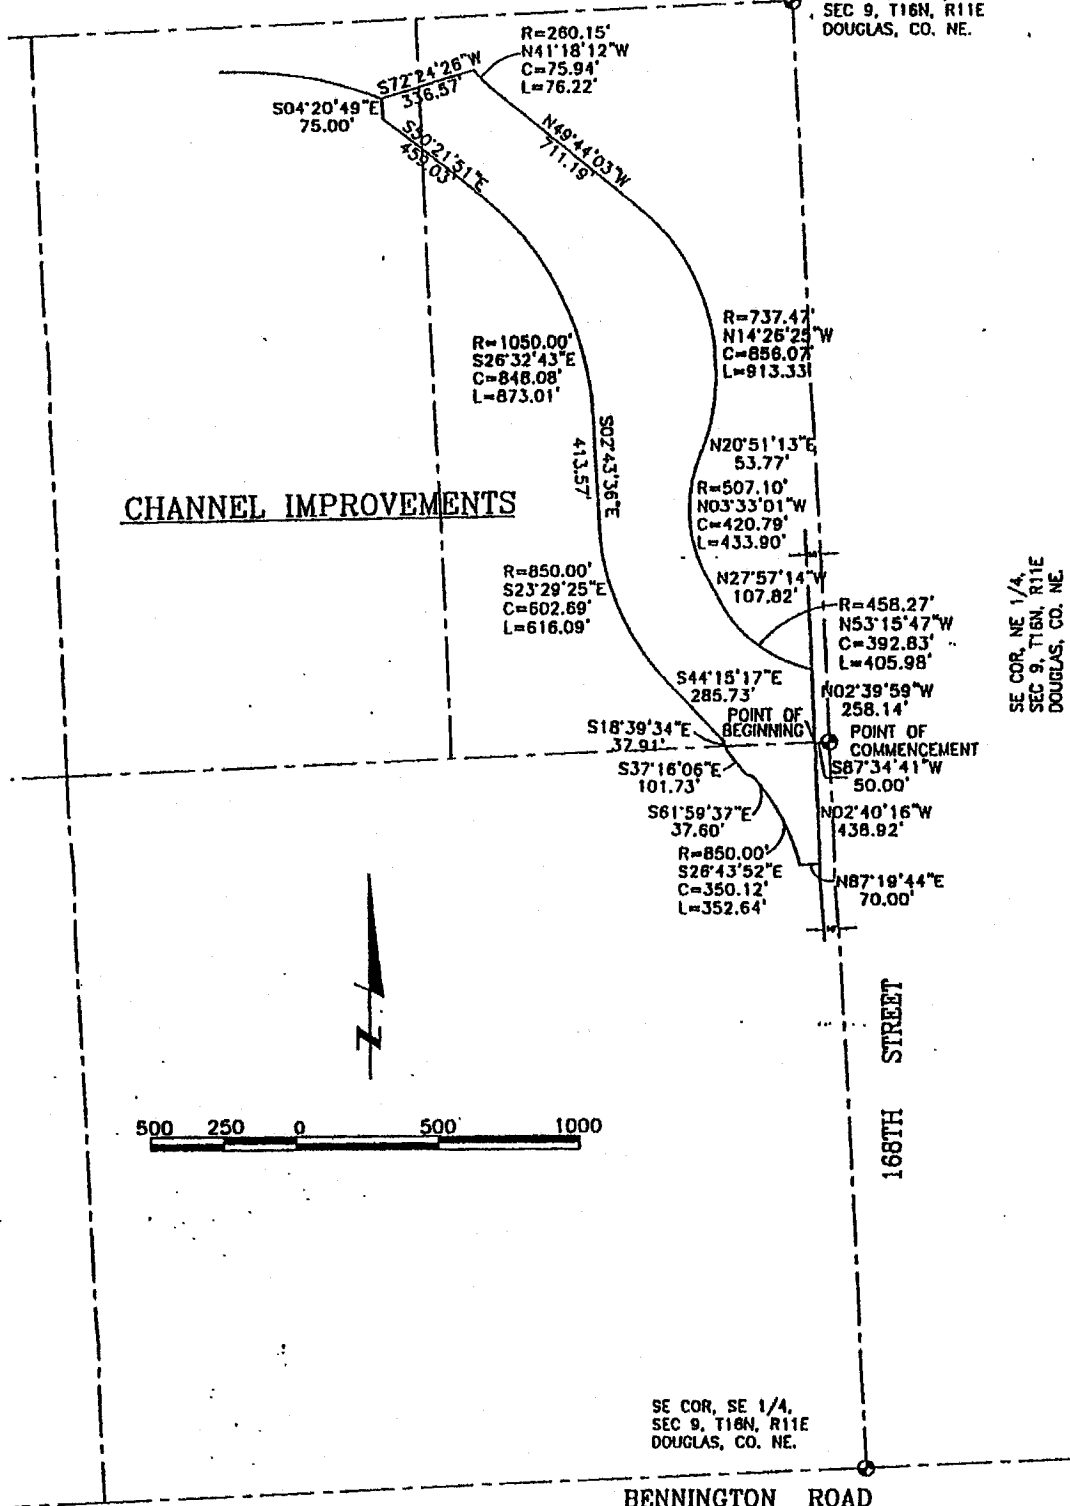 SEC 9, T16N, R11E
DOUGLAS, CO. NE.
R=260.15'
N41°18'12"W
C=75.94'
L=76.22'
S72°24'26"W
336.57'
S04°20'49"E
75.00'
S50°21'51"E
459.03'
N49°44'03"W
711.19'
R=737.47'
N14°26'25"W
C=856.07'
L=913.33'
R=1050.00'
S26°32'43"E
C=848.08'
L=873.01'
S02°43'36"E
413.57'
N20°51'13"E
53.77'
CHANNEL IMPROVEMENTS
R=507.10'
N03°33'01"W
C=420.79'
L=433.90'
R=850.00'
S23°29'25"E
C=602.69'
L=616.09'
N27°57'14"W
107.82'
R=458.27'
N53°15'47"W
C=392.83'
L=405.98'
SE COR, NE 1/4,
SEC 9, T16N, R11E
DOUGLAS, CO. NE.
S44°15'17"E
285.73'
N02°39'59"W
258.14'
POINT OF
BEGINNING
S18°39'34"E
37.91'
POINT OF
COMMENCEMENT
S37°16'06"E
101.73'
S87°34'41"W
50.00'
S61°59'37"E
37.60'
N02°40'16"W
438.92'
R=850.00'
S26°43'52"E
C=350.12'
L=352.64'
N87°19'44"E
70.00'
168TH STREET
N
500 250 0 500' 1000
SE COR, SE 1/4,
SEC 9, T16N, R11E
DOUGLAS, CO. NE.
BENNINGTON ROAD